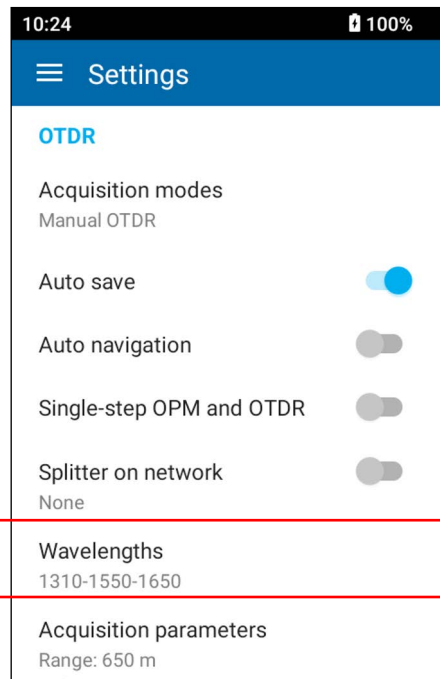 10:24 100%
Settings
OTDR
Acquisition modes
Manual OTDR
Auto save
Auto navigation
Single-step OPM and OTDR
Splitter on network
None
Wavelengths
1310-1550-1650
Acquisition parameters
Range: 650 m